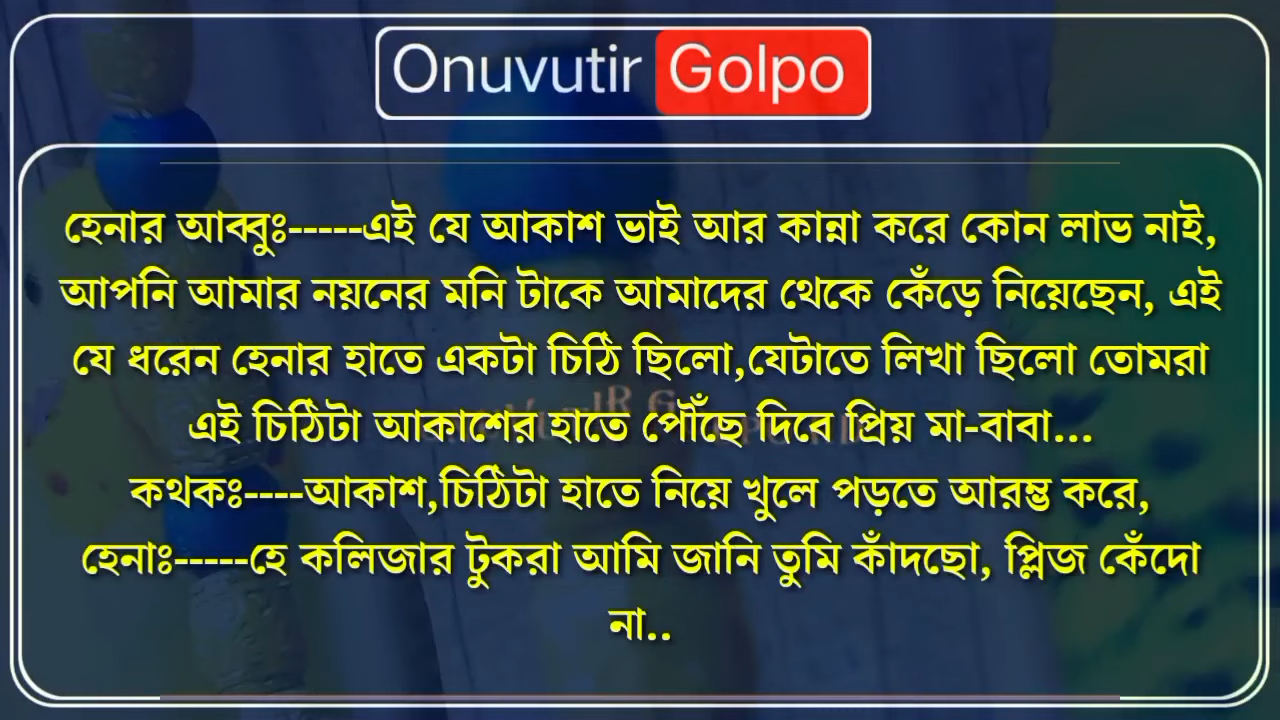 Onuvutir Golpo
হেনার আব্বুঃ-----এই যে আকাশ ভাই আর কান্না করে কোন লাভ নাই,
আপনি আমার নয়নের মনি টাকে আমাদের থেকে কেঁড়ে নিয়েছেন, এই
যে ধরেন হেনার হাতে একটা চিঠি ছিলো,যেটাতে লিখা ছিলো তোমরা
এই চিঠিটা আকাশের হাতে পৌঁছে দিবে প্রিয় মা-বাবা...
কথকঃ----আকাশ,চিঠিটা হাতে নিয়ে খুলে পড়তে আরম্ভ করে,
হেনাঃ-----হে কলিজার টুকরা আমি জানি তুমি কাঁদছো, প্লিজ কেঁদো
না..